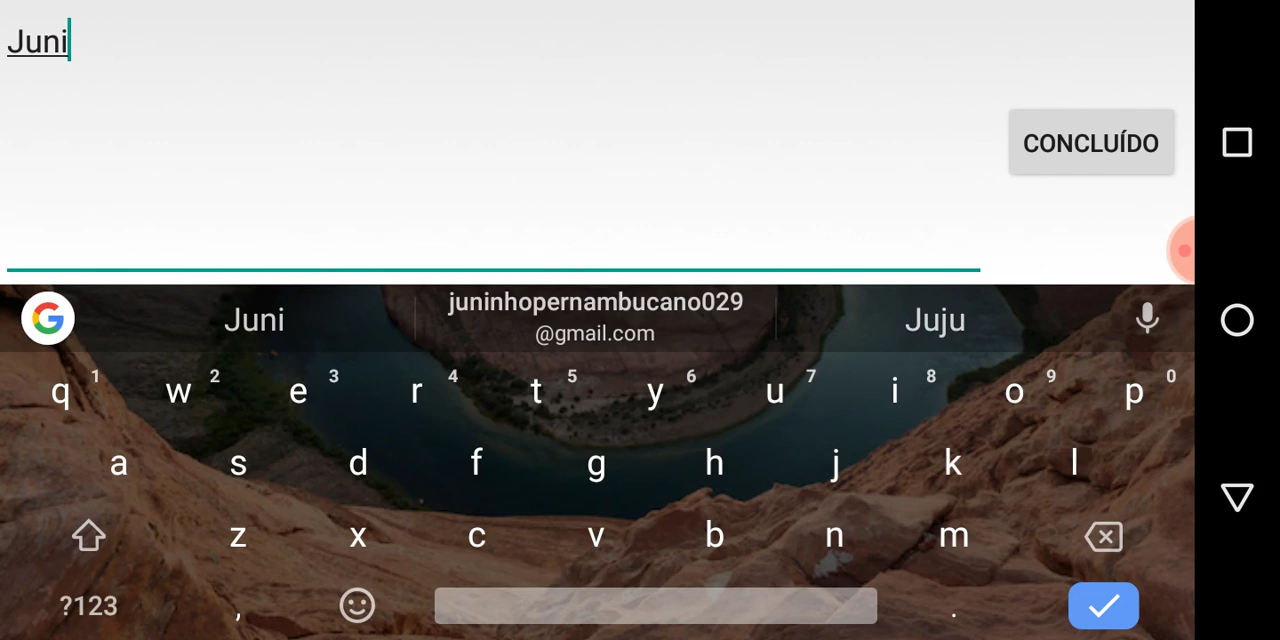 Juni
CONCLUÍDO
Juni
juninhopernambucano029
@gmail.com
Juju
q 1 w 2 e 3 r 4 t 5 y 6 u 7 i 8 o 9 p 0
a s d f g h j k l
z x c v b n m
?123 , .